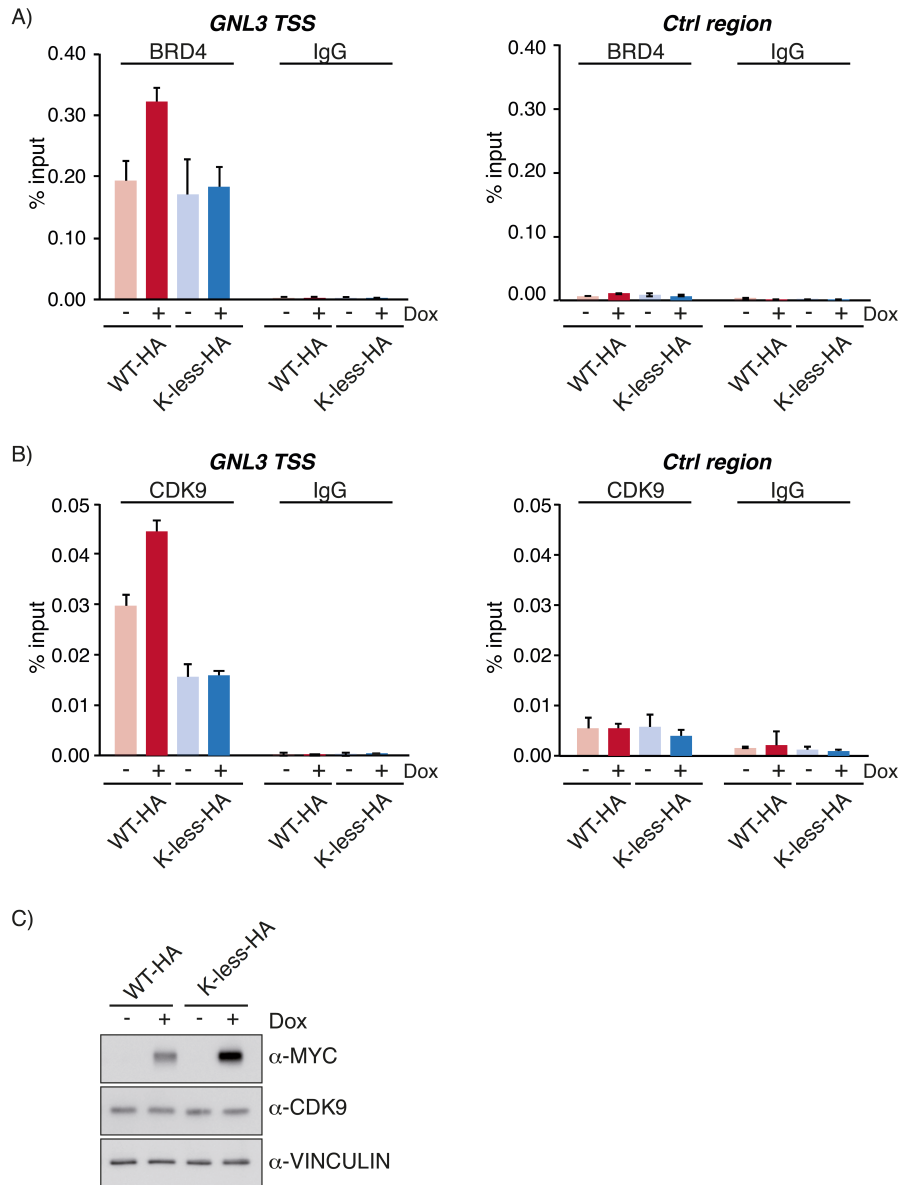 A)
GNL3 TSS
BRD4 IgG
% input
0.40
0.30
0.20
0.10
0.00
- + - + - + - + Dox
WT-HA K-less-HA WT-HA K-less-HA
Ctrl region
BRD4 IgG
% input
0.40
0.30
0.20
0.10
0.00
- + - + - + - + Dox
WT-HA K-less-HA WT-HA K-less-HA
B)
GNL3 TSS
CDK9 IgG
% input
0.05
0.04
0.03
0.02
0.01
0.00
- + - + - + - + Dox
WT-HA K-less-HA WT-HA K-less-HA
Ctrl region
CDK9 IgG
% input
0.05
0.04
0.03
0.02
0.01
0.00
- + - + - + - + Dox
WT-HA K-less-HA WT-HA K-less-HA
C)
WT-HA K-less-HA
- + - + Dox
α-MYC
α-CDK9
α-VINCULIN